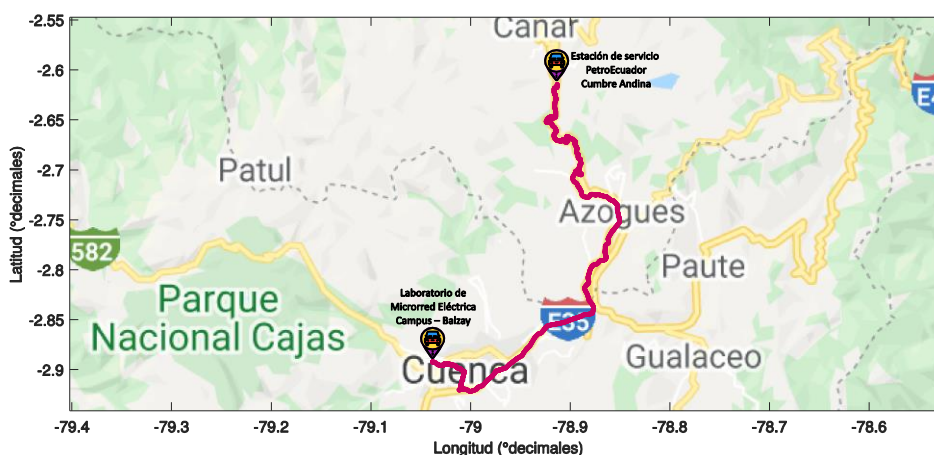 -2.55
-2.6
-2.65
-2.7
-2.75
-2.8
-2.85
-2.9
Latitud (°decimales)
Cañar
Estación de servicio
PetroEcuador
Cumbre Andina
E4
Patul
Azogues
582
Paute
Parque
Nacional Cajas
Laboratorio de
Microrred Eléctrica
Campus – Balzay
E35
Gualaceo
Cuenca
-79.4
-79.3
-79.2
-79.1
-79
-78.9
-78.8
-78.7
-78.6
Longitud (°decimales)